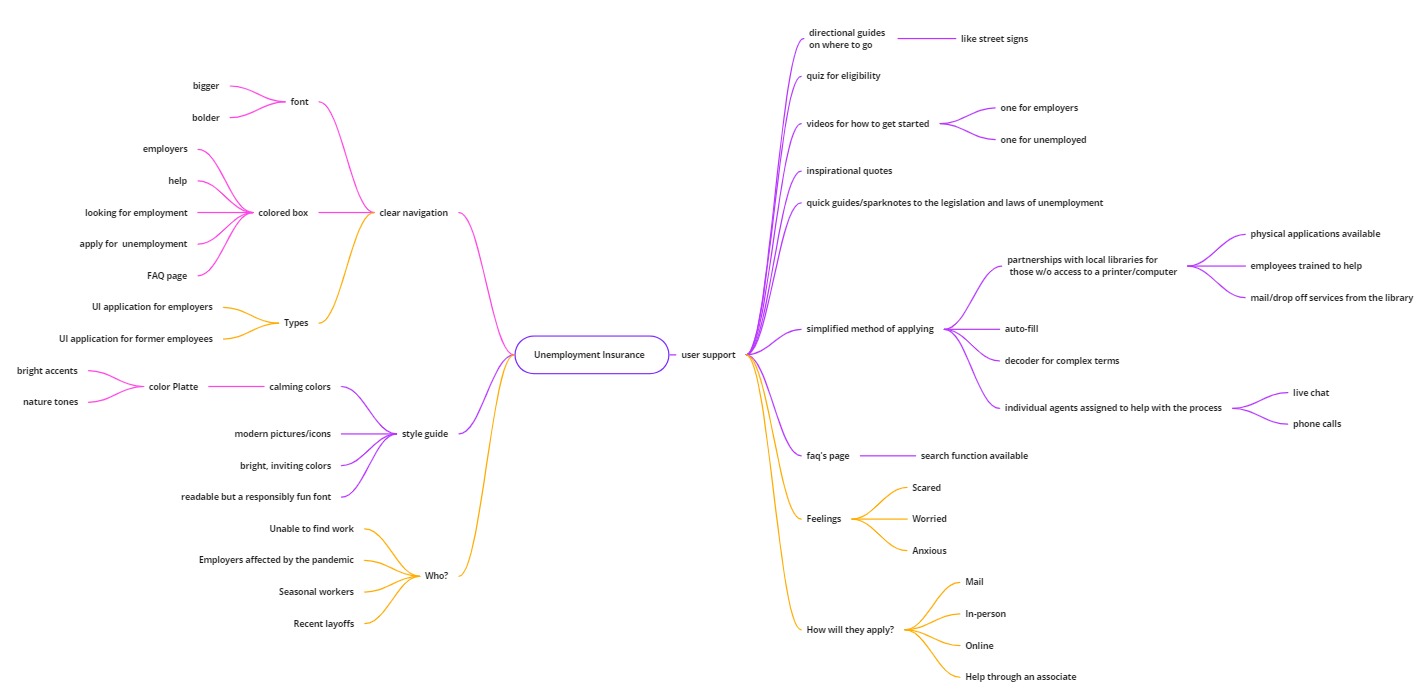 Unemployment Insurance
clear navigation
font
bigger
bolder
colored box
employers
help
looking for employment
apply for  unemployment
FAQ page
Types
UI application for employers
UI application for former employees
style guide
calming colors
color Platte
bright accents
nature tones
modern pictures/icons
bright, inviting colors
readable but a responsibly fun font
Who?
Unable to find work
Employers affected by the pandemic
Seasonal workers
Recent layoffs
user support
directional guides
on where to go
like street signs
quiz for eligibility
videos for how to get started
one for employers
one for unemployed
inspirational quotes
quick guides/sparknotes to the legislation and laws of unemployment
simplified method of applying
partnerships with local libraries for
those w/o access to a printer/computer
physical applications available
employees trained to help
mail/drop off services from the library
auto-fill
decoder for complex terms
individual agents assigned to help with the process
live chat
phone calls
faq's page
search function available
Feelings
Scared
Worried
Anxious
How will they apply?
Mail
In-person
Online
Help through an associate